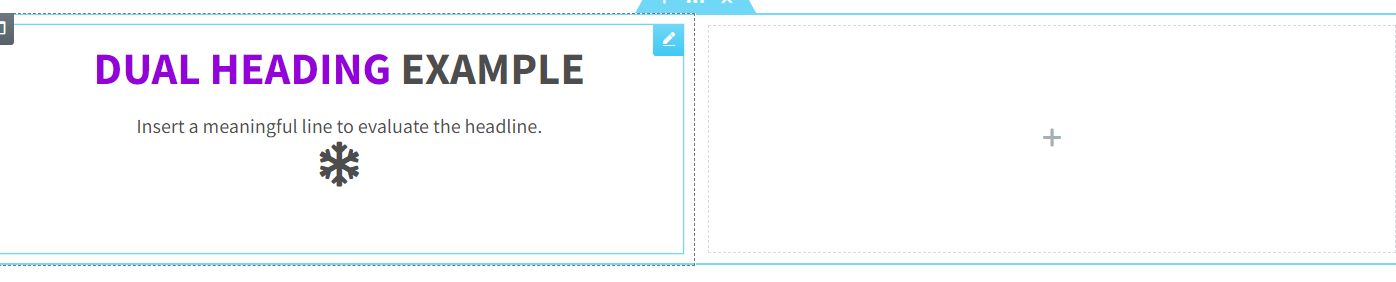 DUAL HEADING EXAMPLE
Insert a meaningful line to evaluate the headline.